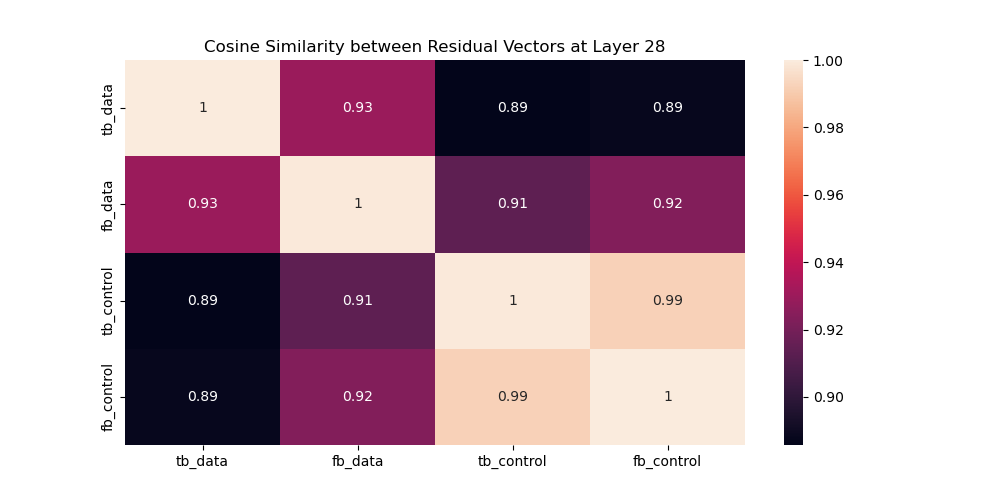 Cosine Similarity between Residual Vectors at Layer 28
tb_data 1 0.93 0.89 0.89
fb_data 0.93 1 0.91 0.92
tb_control 0.89 0.91 1 0.99
fb_control 0.89 0.92 0.99 1
tb_data fb_data tb_control fb_control
1.00
0.98
0.96
0.94
0.92
0.90